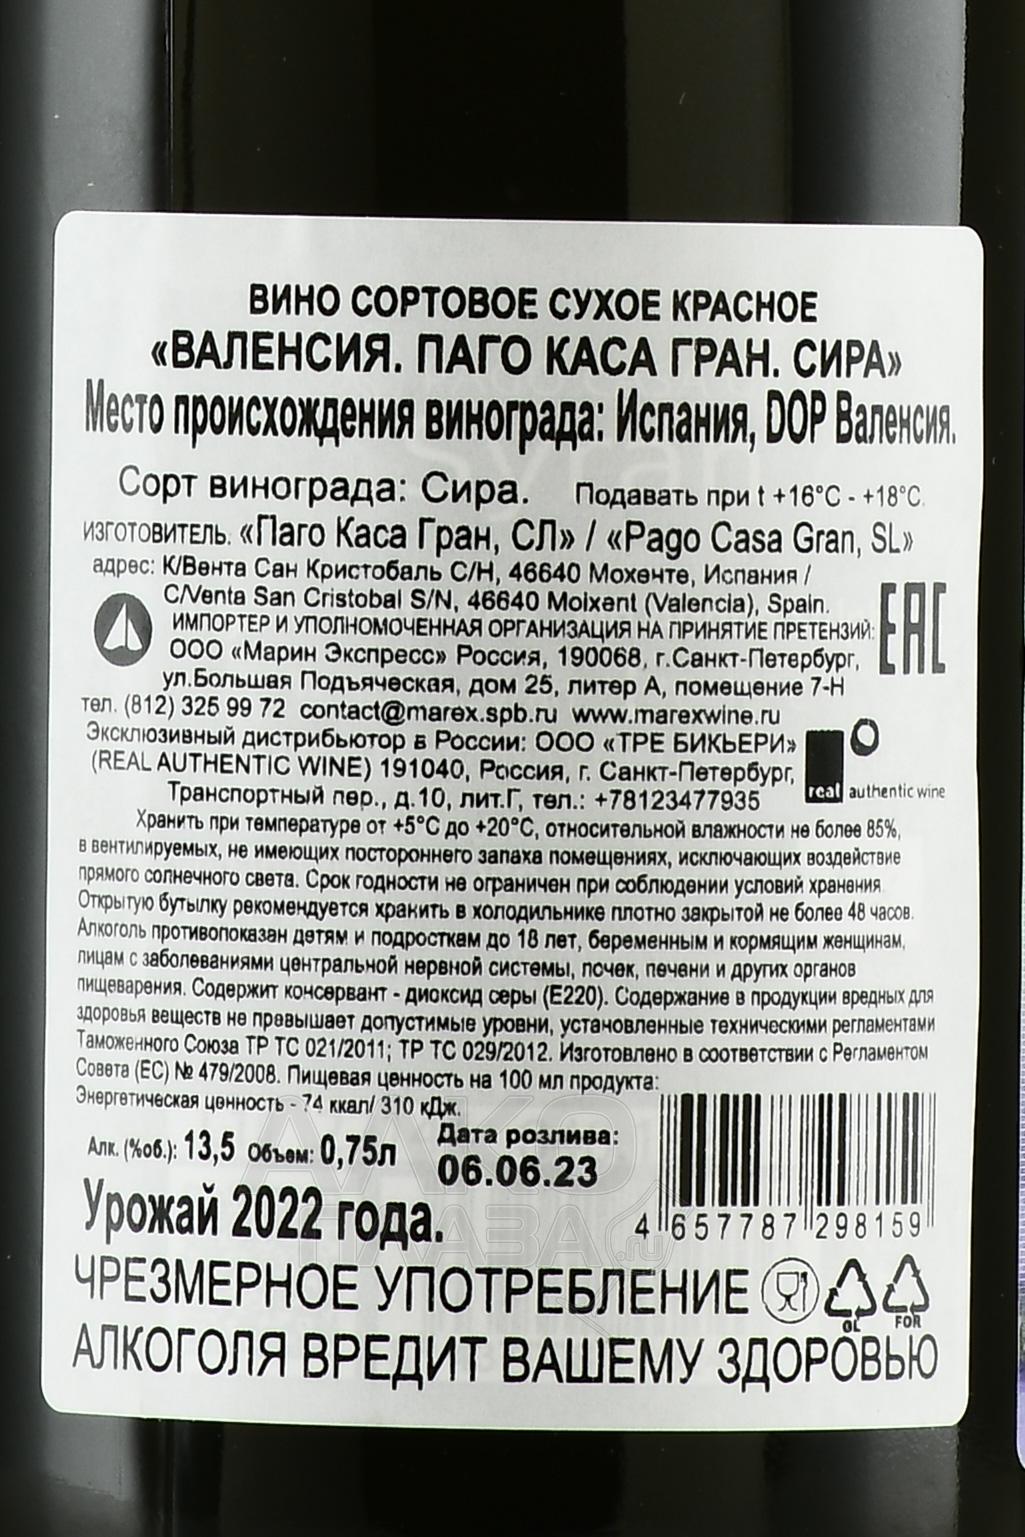 ВИНО СОРТОВОЕ СУХОЕ КРАСНОЕ
«ВАЛЕНСИЯ. ПАГО КАСА ГРАН. СИРА»
Место происхождения винограда: Испания, DOP Валенсия.
Сорт винограда: Сира. Подавать при t +16°C - +18°C.
ИЗГОТОВИТЕЛЬ. «Паго Каса Гран, СЛ» / «Pago Casa Gran, SL»
адрес: К/Вента Сан Кристобаль С/Н, 46640 Мохенте, Испания /
C/Venta San Cristobal S/N, 46640 Moixent (Valencia), Spain.
ИМПОРТЕР И УПОЛНОМОЧЕННАЯ ОРГАНИЗАЦИЯ НА ПРИНЯТИЕ ПРЕТЕНЗИЙ:
ООО «Марин Экспресс» Россия, 190068, г.Санкт-Петербург,
ул.Большая Подъяческая, дом 25, литер А, помещение 7-Н
тел. (812) 325 99 72 contact@marex.spb.ru www.marexwine.ru
EAC
Эксклюзивный дистрибьютор в России: ООО «ТРЕ БИКЬЕРИ»
(REAL AUTHENTIC WINE) 191040, Россия, г. Санкт-Петербург,
Транспортный пер., д.10, лит.Г, тел.: +78123477935
real authentic wine
Хранить при температуре от +5°C до +20°C, относительной влажности не более 85%,
в вентилируемых, не имеющих постороннего запаха помещениях, исключающих воздействие
прямого солнечного света. Срок годности не ограничен при соблюдении условий хранения
Открытую бутылку рекомендуется хранить в холодильнике плотно закрытой не более 48 часов.
Алкоголь противопоказан детям и подросткам до 18 лет, беременным и кормящим женщинам,
лицам с заболеваниями центральной нервной системы, почек, печени и других органов
пищеварения. Содержит консервант - диоксид серы (Е220). Содержание в продукции вредных для
здоровья веществ не превышает допустимые уровни, установленные техническими регламентами
Таможенного Союза ТР ТС 021/2011; ТР ТС 029/2012. Изготовлено в соответствии с Регламентом
Совета (ЕС) № 479/2008. Пищевая ценность на 100 мл продукта:
Энергетическая ценность - 74 ккал/ 310 кДж.
Алк. (%об.): 13,5 Объем: 0,75л
Дата розлива:
06.06.23
Урожай 2022 года.
4 657787 298159
АЛКО
ПЛАЗА.ru
ЧРЕЗМЕРНОЕ УПОТРЕБЛЕНИЕ
GL FOR
АЛКОГОЛЯ ВРЕДИТ ВАШЕМУ ЗДОРОВЬЮ
Syrah